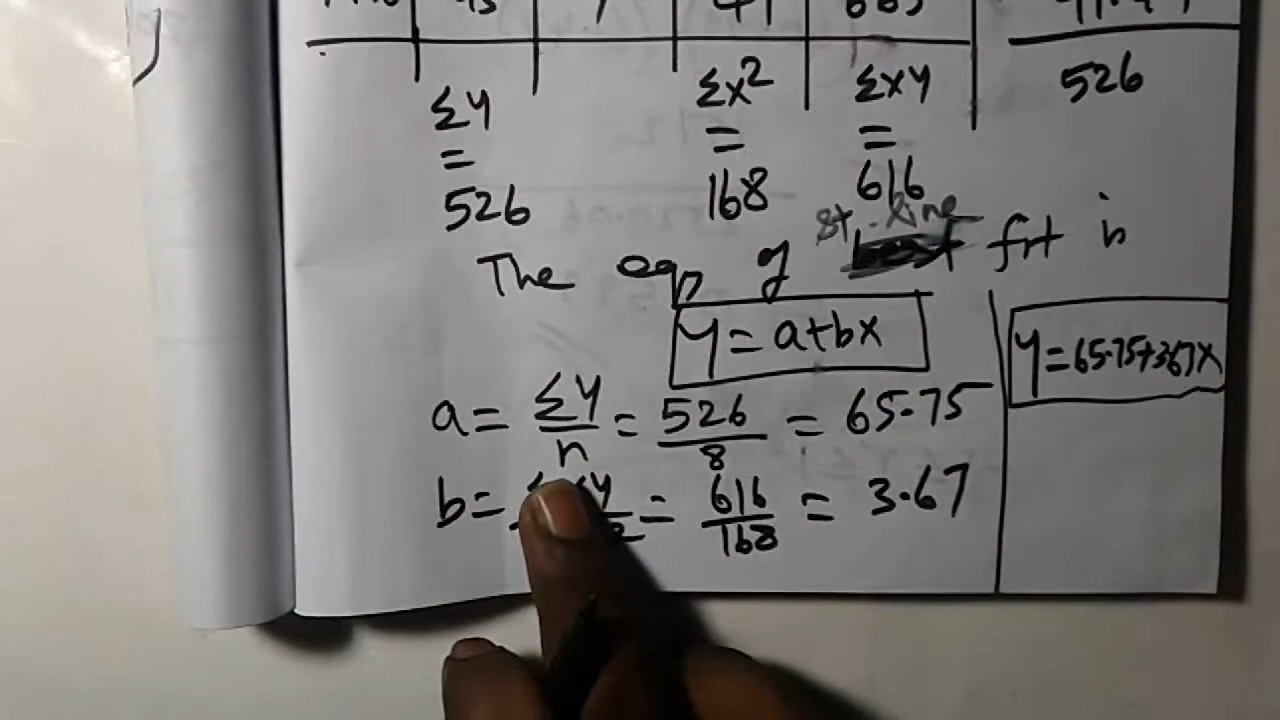 ΣY ΣX² ΣXY 526
= = =
526 168 616
st. line
The eqn of fit is
Y = a+bX
Y=65.75+3.67X
a = ΣY/n = 526/8 = 65.75
b = = 616/168 = 3.67